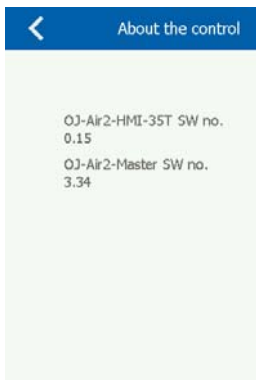 About the control
OJ-Air2-HMI-35T SW no.
0.15
OJ-Air2-Master SW no.
3.34